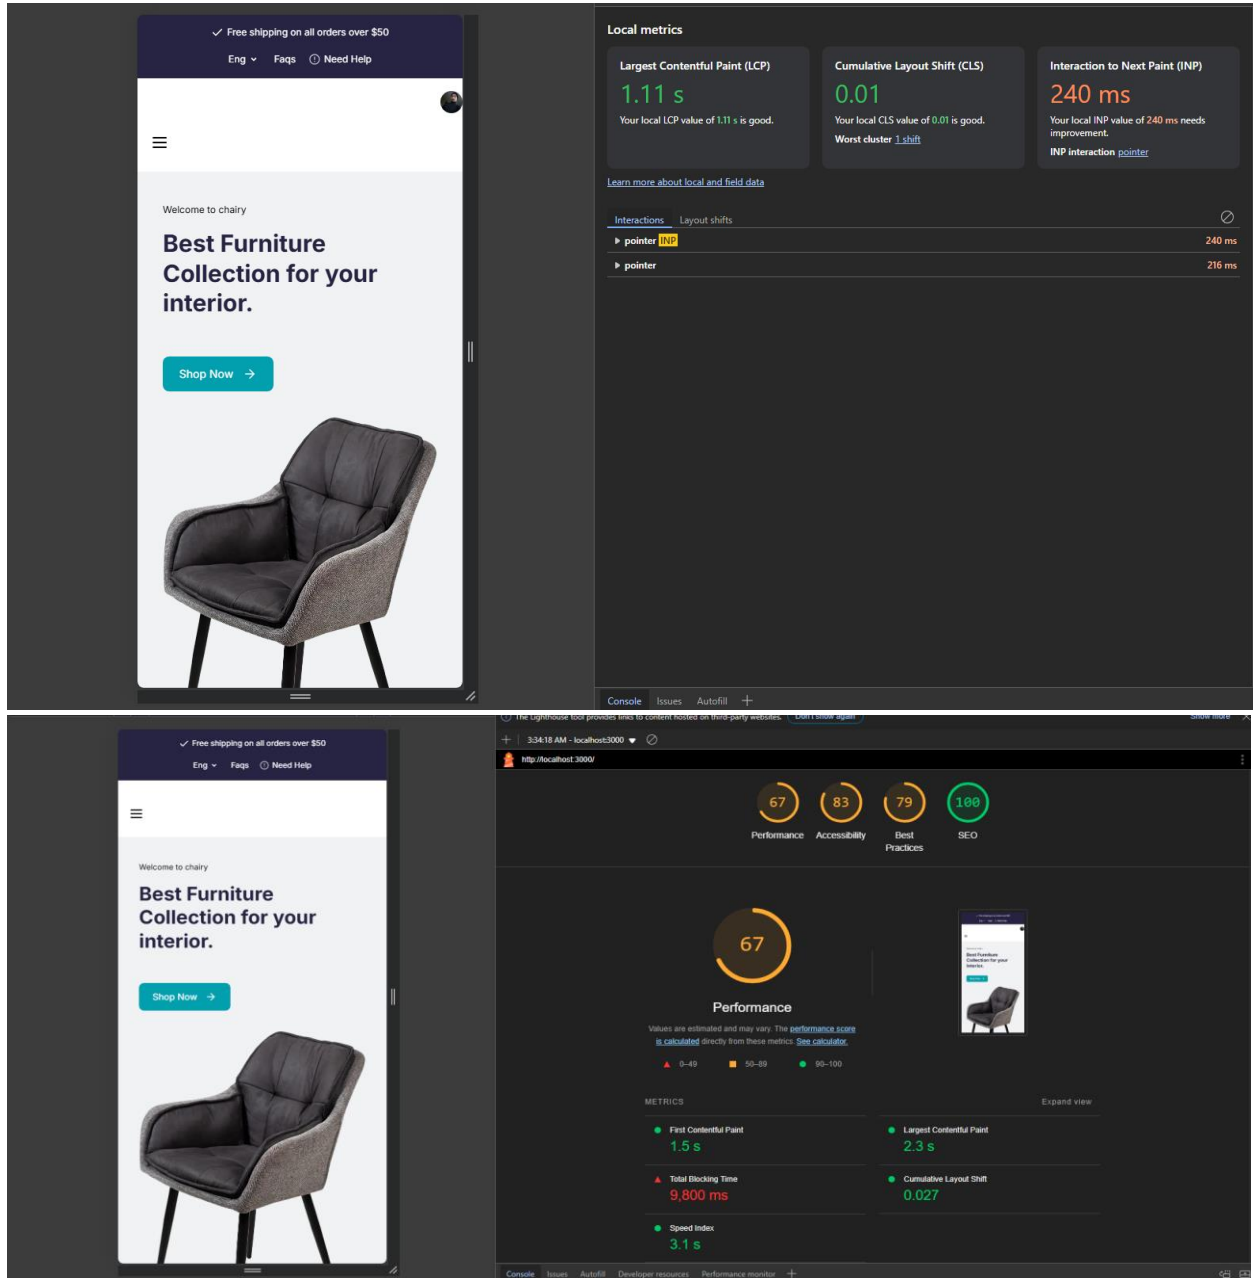 Free shipping on all orders over $50
Eng Faqs Need Help
Welcome to chairy
Best Furniture
Collection for your
interior.
Shop Now
Local metrics
Largest Contentful Paint (LCP)
1.11 s
Your local LCP value of 1.11 s is good.
Cumulative Layout Shift (CLS)
0.01
Your local CLS value of 0.01 is good.
Worst cluster 1 shift
Interaction to Next Paint (INP)
240 ms
Your local INP value of 240 ms needs
improvement.
INP interaction pointer
Learn more about local and field data
Interactions Layout shifts
pointer INP 240 ms
pointer 216 ms
Console Issues Autofill
Free shipping on all orders over $50
Eng Faqs Need Help
Welcome to chairy
Best Furniture
Collection for your
interior.
Shop Now
The Lighthouse tool provides links to content hosted on third-party websites. Don't show again Show more
3:34:18 AM - localhost:3000
http://localhost:3000/
67 83 79 100
Performance Accessibility Best Practices SEO
67
Performance
Values are estimated and may vary. The performance score
is calculated directly from these metrics. See calculator.
0–49 50–89 90–100
Best Furniture
Collection for your
interior.
METRICS Expand view
First Contentful Paint
1.5 s
Largest Contentful Paint
2.3 s
Total Blocking Time
9,800 ms
Cumulative Layout Shift
0.027
Speed Index
3.1 s
Console Issues Autofill Developer resources Performance monitor